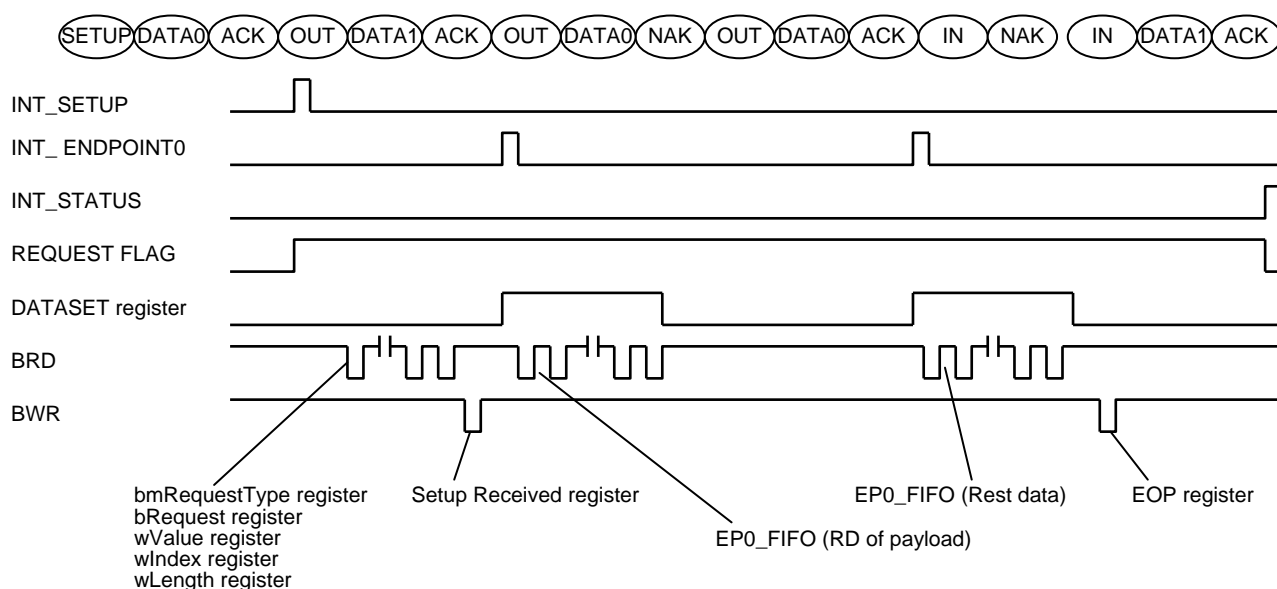 SETUP DATA0 ACK OUT DATA1 ACK OUT DATA0 NAK OUT DATA0 ACK IN NAK IN DATA1 ACK
INT_SETUP
INT_ ENDPOINT0
INT_STATUS
REQUEST FLAG
DATASET register
BRD
BWR
bmRequestType register
bRequest register
wValue register
wIndex register
wLength register
Setup Received register
EP0_FIFO (RD of payload)
EP0_FIFO (Rest data)
EOP register